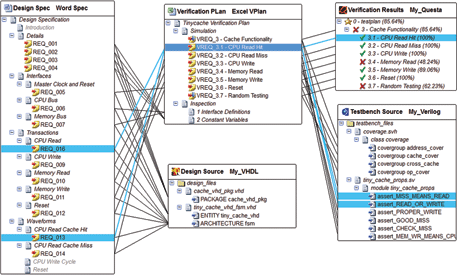 Design Spec Word
Design Specification
Introduction
Details
REQ_001
REQ_002
REQ_003
REQ_004
Interfaces
Master Clock and Reset
REQ_005
CPU Bus
REQ_006
Memory Bus
REQ_007
Transactions
CPU Read
REQ_016
CPU Write
REQ_009
Memory Read
REQ_010
Memory Write
REQ_011
Reset
REQ_012
Waveforms
CPU Read Cache Hit
REQ_013
CPU Read Cache Miss
REQ_014
CPU Write Cycle
Reset
Verification PLan Excel VPlan
Tinycache Verification Plan
Simulation
VREQ_3 - Cache Functionality
VREQ_3.1 - CPU Read Hit
VREQ_3.2 - CPU Read Miss
VREQ_3.3 - CPU Write
VREQ_3.4 - Memory Read
VREQ_3.5 - Memory Write
VREQ_3.6 - Reset
VREQ_3.7 - Random Testing
Inspection
1 Interface Definitions
2 Constant Variables
Design Source My_VHDL
design_files
cache_vhd_pkg.vhd
PACKAGE cache_vhd_pkg
tiny_cache_vhd_fsm.vhd
ENTITY tiny_cache_vhd
ARCHITECTURE fsm
Verification Results My_Questa
0 - testplan (85.64%)
3 - Cache Functionality (85.64%)
3.1 - CPU Read Hit (100%)
3.2 - CPU Read Miss (100%)
3.3 - CPU Write (100%)
3.4 - Memory Read (48.24%)
3.5 - Memory Write (89.06%)
3.6 - Reset (100%)
3.7 - Random Testing (62.23%)
Testbench Source My_Verilog
testbench_files
coverage.svh
class coverage
covergroup address_cover
covergroup cache_cover
covergroup cross_cache
covergroup op_cover
tiny_cache_props.sv
module tiny_cache_props
assert_MISS_MEANS_READ
assert_READ_OR_WRITE
assert_PROPER_WRITE
assert_GOOD_MISS
assert_CHECK_MISS
assert_MEM_WR_MEANS_CPU